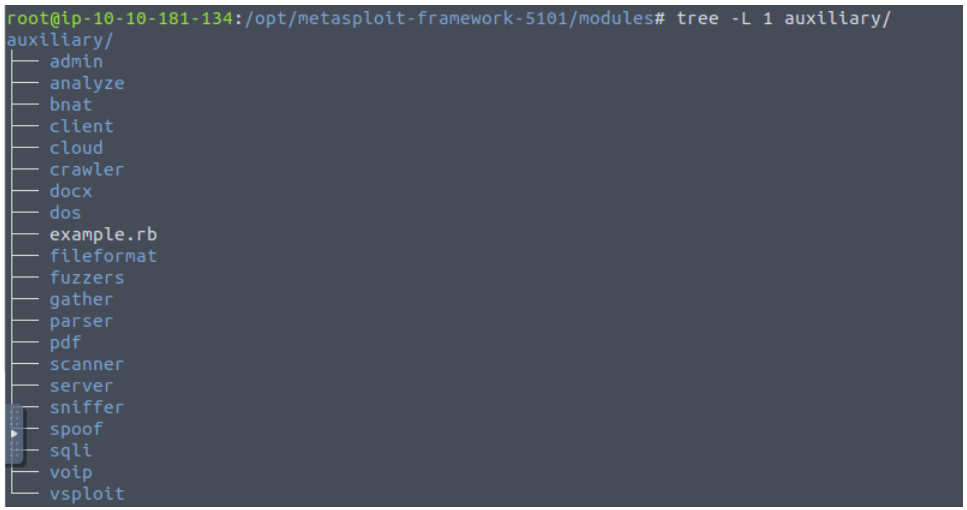 root@ip-10-10-181-134:/opt/metasploit-framework-5101/modules# tree -L 1 auxiliary/
auxiliary/
├── admin
├── analyze
├── bnat
├── client
├── cloud
├── crawler
├── docx
├── dos
├── example.rb
├── fileformat
├── fuzzers
├── gather
├── parser
├── pdf
├── scanner
├── server
├── sniffer
├── spoof
├── sqli
├── voip
└── vsploit